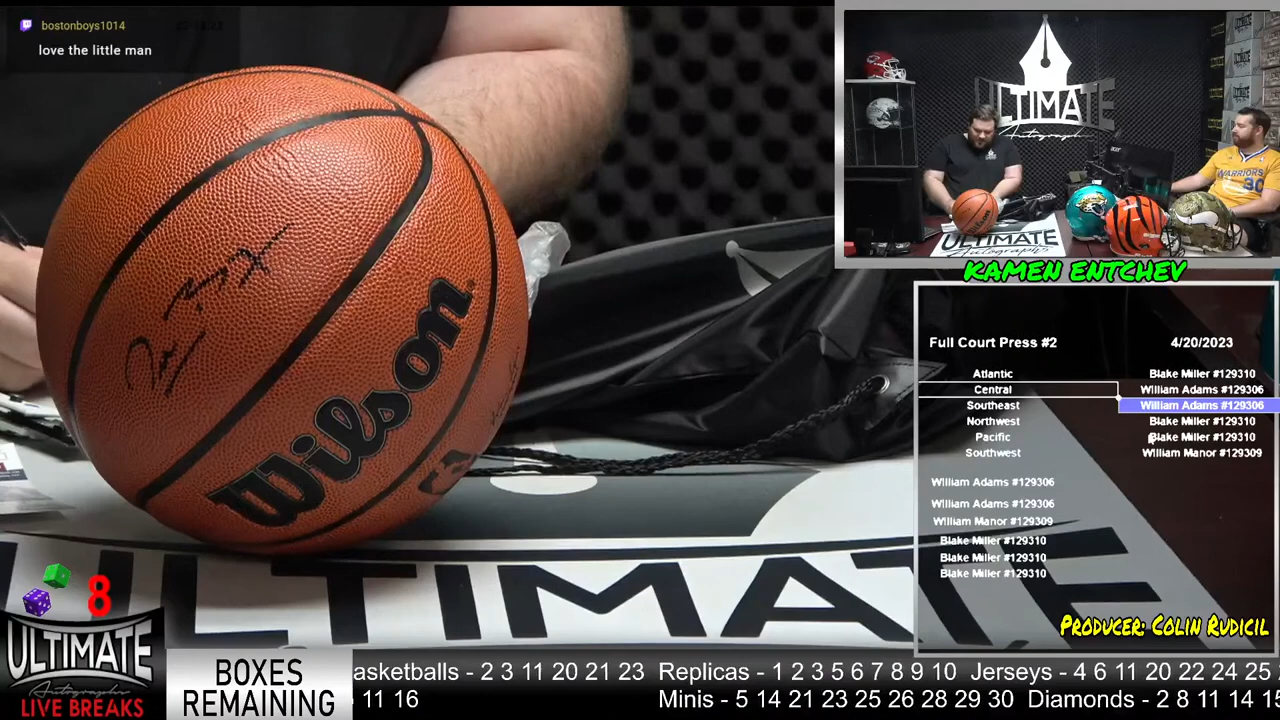 bostonboys1014
love the little man
Wilson
ULTIMATE
ULTIMATE
Autographs
WARRIORS
30
ULTIMATE
Autographs
KAMEN ENTCHEV
Full Court Press #2 4/20/2023
Atlantic Blake Miller #129310
Central William Adams #129306
Southeast William Adams #129306
Northwest Blake Miller #129310
Pacific Blake Miller #129310
Southwest William Manor #129309
William Adams #129306
William Adams #129306
William Manor #129309
Blake Miller #129310
Blake Miller #129310
Blake Miller #129310
PRODUCER: COLIN RUDICIL
8
ULTIMATE
Autographs
LIVE BREAKS
BOXES
REMAINING
asketballs - 2 3 11 20 21 23 Replicas - 1 2 3 5 6 7 8 9 10 Jerseys - 4 6 11 20 22 24 25
11 16 Minis - 5 14 21 23 25 26 28 29 30 Diamonds - 2 8 11 14 15